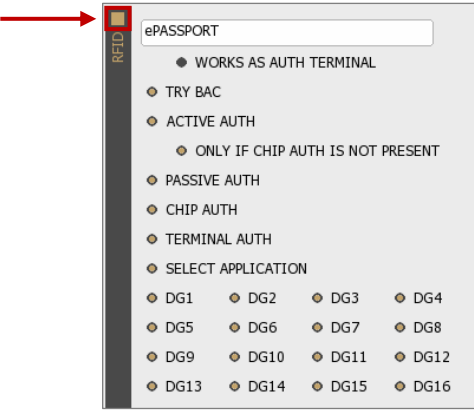 RFID
ePASSPORT
WORKS AS AUTH TERMINAL
TRY BAC
ACTIVE AUTH
ONLY IF CHIP AUTH IS NOT PRESENT
PASSIVE AUTH
CHIP AUTH
TERMINAL AUTH
SELECT APPLICATION
DG1 DG2 DG3 DG4
DG5 DG6 DG7 DG8
DG9 DG10 DG11 DG12
DG13 DG14 DG15 DG16